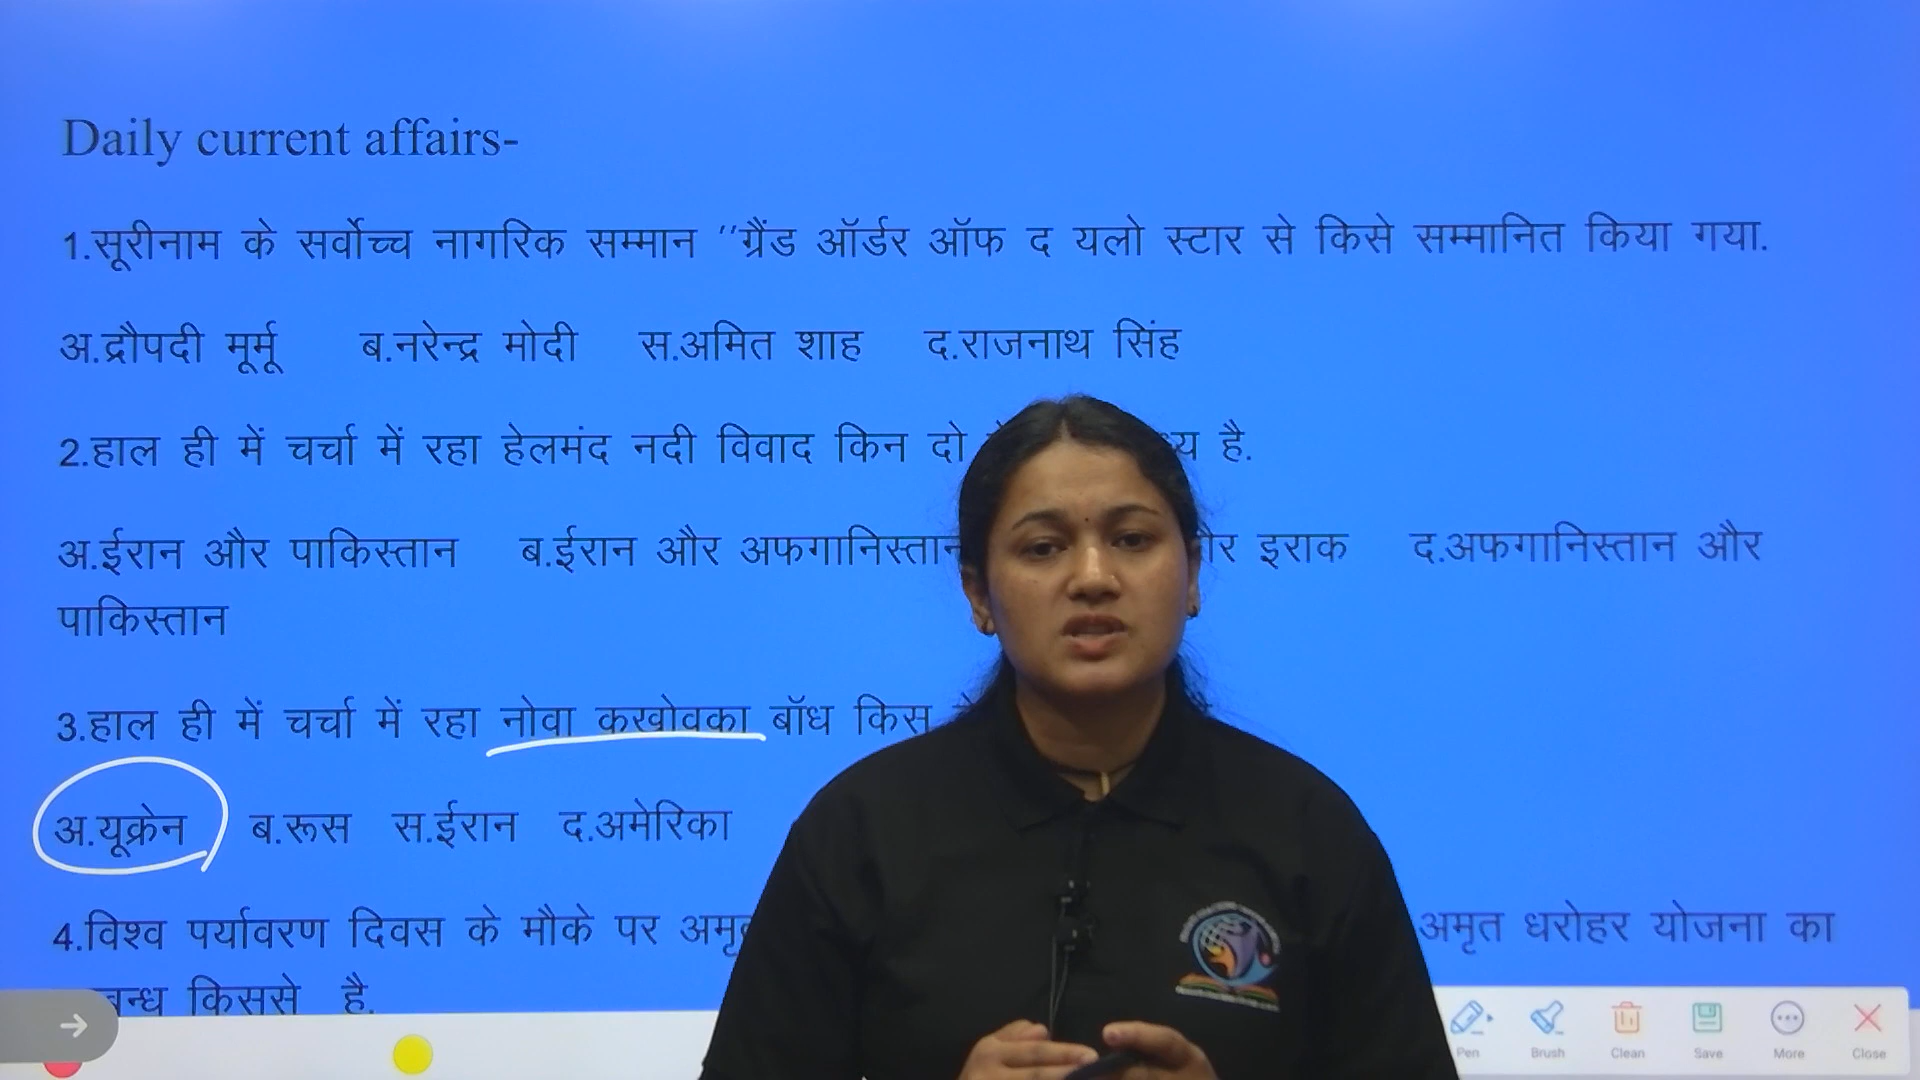 Daily current affairs-
1.सूरीनाम के सर्वोच्च नागरिक सम्मान ’’ग्रैंड ऑर्डर ऑफ द यलो स्टार से किसे सम्मानित किया गया.
अ.द्रौपदी मूर्मू ब.नरेन्द्र मोदी स.अमित शाह द.राजनाथ सिंह
2.हाल ही में चर्चा में रहा हेलमंद नदी विवाद किन दो है.
अ.ईरान और पाकिस्तान ब.ईरान और अफगानिस्तान इराक द.अफगानिस्तान और
पाकिस्तान
3.हाल ही में चर्चा में रहा नोवा कखोवका बॉध किस
अ.यूक्रेन ब.रूस स.ईरान द.अमेरिका
4.विश्व पर्यावरण दिवस के मौके पर अमृत धरोहर योजना का
किससे है.
Pen Brush Clean Save More Close